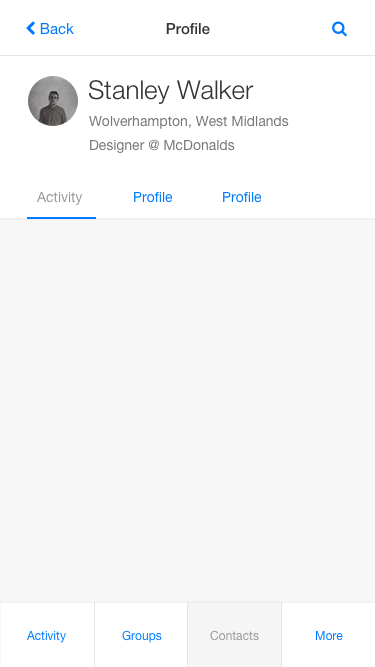 Back Profile
Stanley Walker
Wolverhampton, West Midlands
Designer @ McDonalds
Activity Profile Profile
Activity Groups Contacts More